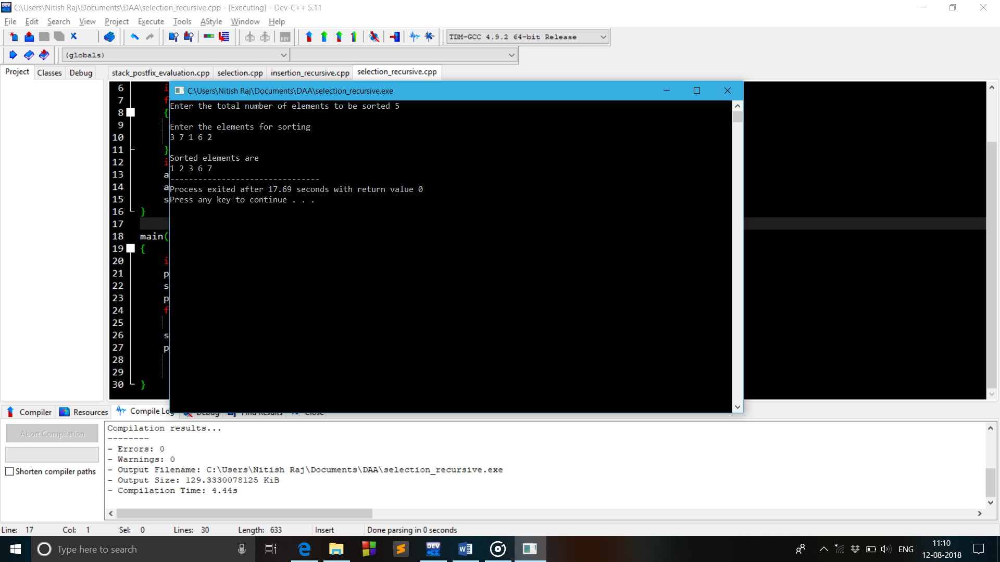 C:\Users\Nitish Raj\Documents\DAA\selection_recursive.cpp - [Executing] - Dev-C++ 5.11
File Edit Search View Project Execute Tools AStyle Window Help
TDM-GCC 4.9.2 64-bit Release
(globals)
Project Classes Debug stack_postfix_evaluation.cpp selection.cpp insertion_recursive.cpp selection_recursive.cpp
C:\Users\Nitish Raj\Documents\DAA\selection_recursive.exe
Enter the total number of elements to be sorted 5
Enter the elements for sorting
3 7 1 6 2
Sorted elements are
1 2 3 6 7
--------------------------------
Process exited after 17.69 seconds with return value 0
Press any key to continue . . .
6 i
7 f
8 {
9
10
11 }
12 i
13 a
14 a
15 s
16 }
17
18 main(
19 {
20 i
21 p
22 s
23 p
24 f
25
26 s
27 p
28
29
30 }
Compiler Resources Compile Log Debug Find Results Close
Abort Compilation
Shorten compiler paths
Compilation results...
--------
- Errors: 0
- Warnings: 0
- Output Filename: C:\Users\Nitish Raj\Documents\DAA\selection_recursive.exe
- Output Size: 129.3330078125 KiB
- Compilation Time: 4.44s
Line: 17 Col: 1 Sel: 0 Lines: 30 Length: 633 Insert Done parsing in 0 seconds
Type here to search
DEV C++
ENG
11:10
12-08-2018